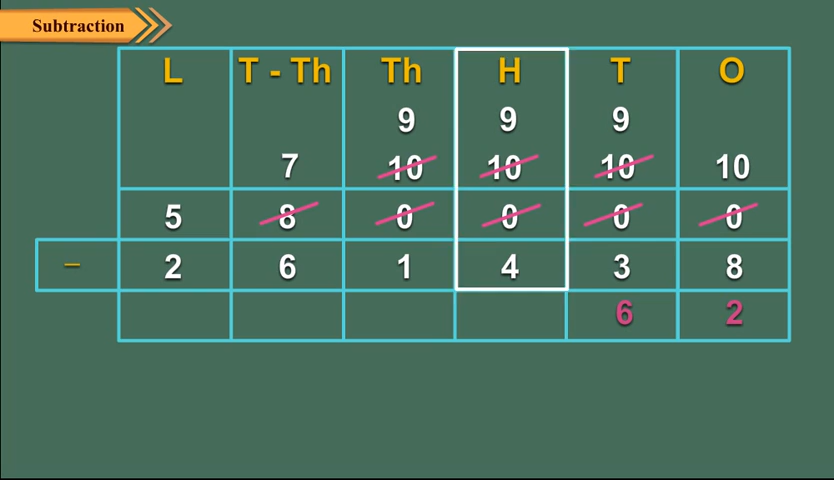 Subtraction
L T - Th Th H T O
9 9 9
7 10 10 10 10
5 8 0 0 0 0
– 2 6 1 4 3 8
6 2